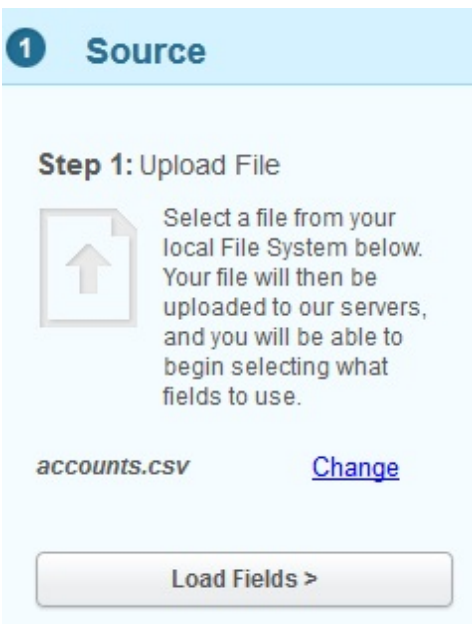 1 Source
Step 1: Upload File
Select a file from your
local File System below.
Your file will then be
uploaded to our servers,
and you will be able to
begin selecting what
fields to use.
accounts.csv Change
Load Fields >